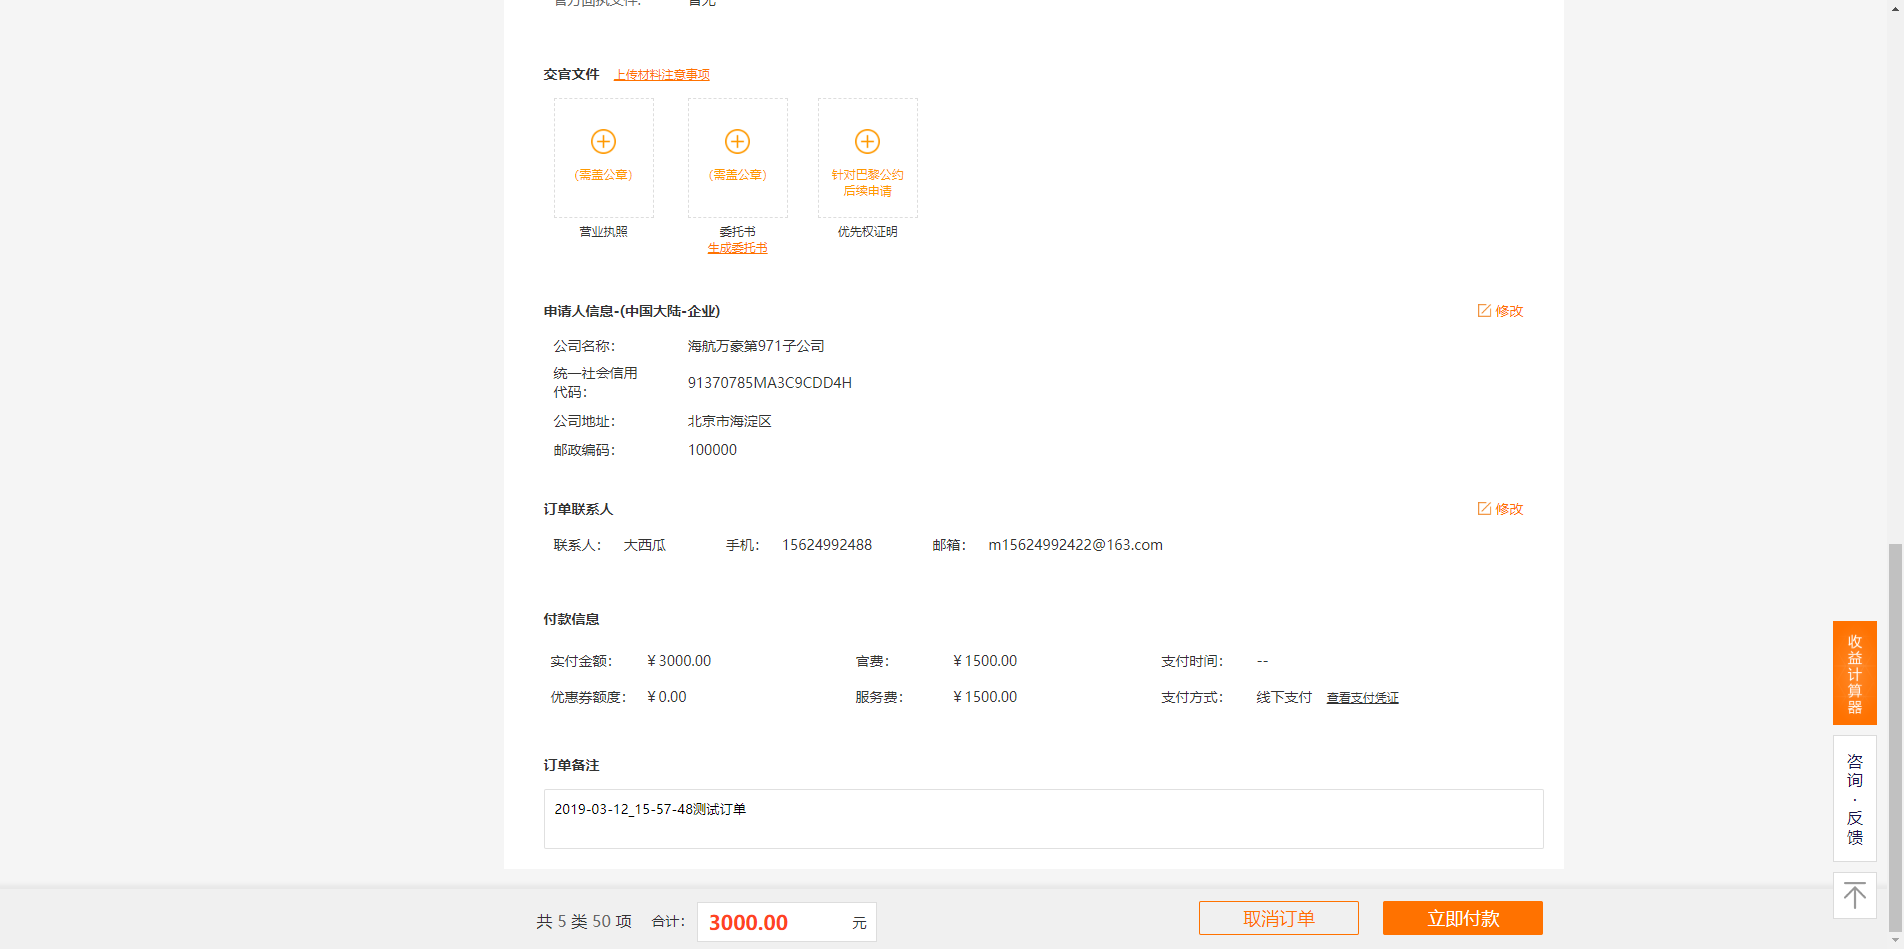 交官文件 上传材料注意事项
(需盖公章) (需盖公章) 针对巴黎公约
后续申请
营业执照 委托书 优先权证明
生成委托书
申请人信息-(中国大陆-企业) 修改
公司名称: 海航万豪第971子公司
统一社会信用
代码: 91370785MA3C9CDD4H
公司地址: 北京市海淀区
邮政编码: 100000
订单联系人 修改
联系人: 大西瓜 手机: 15624992488 邮箱: m15624992422@163.com
付款信息
实付金额: ¥3000.00 官费: ¥1500.00 支付时间: --
优惠券额度: ¥0.00 服务费: ¥1500.00 支付方式: 线下支付 查看支付凭证
订单备注
2019-03-12_15-57-48测试订单
共 5 类 50 项 合计: 3000.00 元 取消订单 立即付款
收益计算器
咨询·反馈